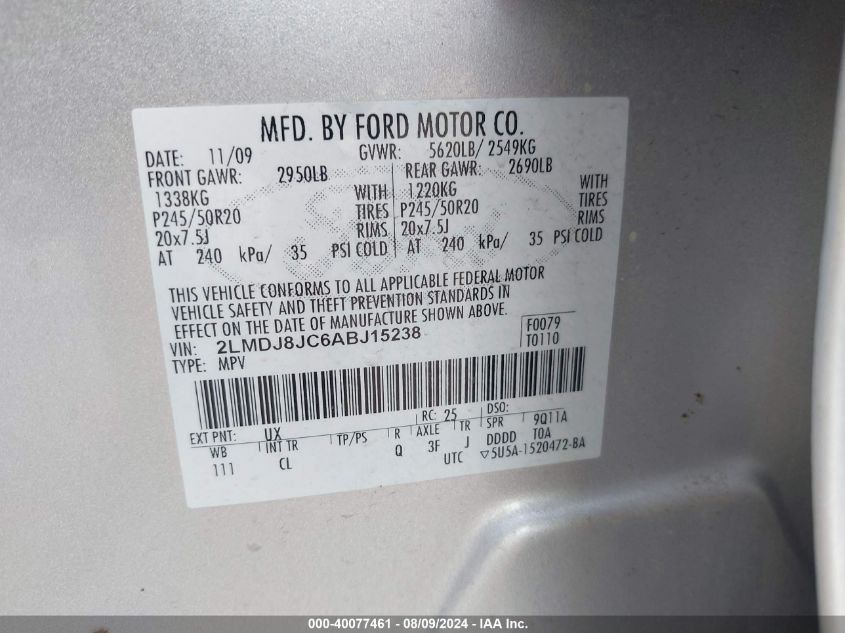 MFD. BY FORD MOTOR CO.
DATE: 11/09 GVWR: 5620LB/ 2549KG
FRONT GAWR: 2950LB REAR GAWR: 2690LB
1338KG WITH 1220KG WITH
P245/50R20 TIRES P245/50R20 TIRES
20x7.5J RIMS 20x7.5J RIMS
AT 240 kPa/ 35 PSI COLD AT 240 kPa/ 35 PSI COLD
THIS VEHICLE CONFORMS TO ALL APPLICABLE FEDERAL MOTOR
VEHICLE SAFETY AND THEFT PREVENTION STANDARDS IN
EFFECT ON THE DATE OF MANUFACTURE SHOWN ABOVE.
VIN: 2LMDJ8JC6ABJ15238 F0079
TYPE: MPV T0110
EXT PNT: UX RC: 25 DSO:
WB INT TR TP/PS R AXLE TR SPR 9Q11A
111 CL Q 3F J DDDD T0A
UTC ▽5U5A-1520472-BA
000-40077461 - 08/09/2024 - IAA Inc.